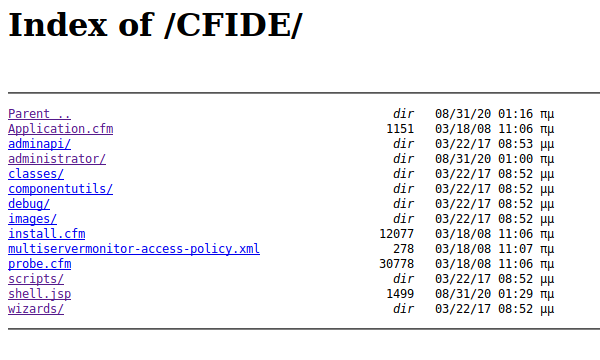 Index of /CFIDE/
Parent .. dir 08/31/20 01:16 πμ
Application.cfm 1151 03/18/08 11:06 πμ
adminapi/ dir 03/22/17 08:53 μμ
administrator/ dir 08/31/20 01:00 πμ
classes/ dir 03/22/17 08:52 μμ
componentutils/ dir 03/22/17 08:52 μμ
debug/ dir 03/22/17 08:52 μμ
images/ dir 03/22/17 08:52 μμ
install.cfm 12077 03/18/08 11:06 πμ
multiservermonitor-access-policy.xml 278 03/18/08 11:07 πμ
probe.cfm 30778 03/18/08 11:06 πμ
scripts/ dir 03/22/17 08:52 μμ
shell.jsp 1499 08/31/20 01:29 πμ
wizards/ dir 03/22/17 08:52 μμ